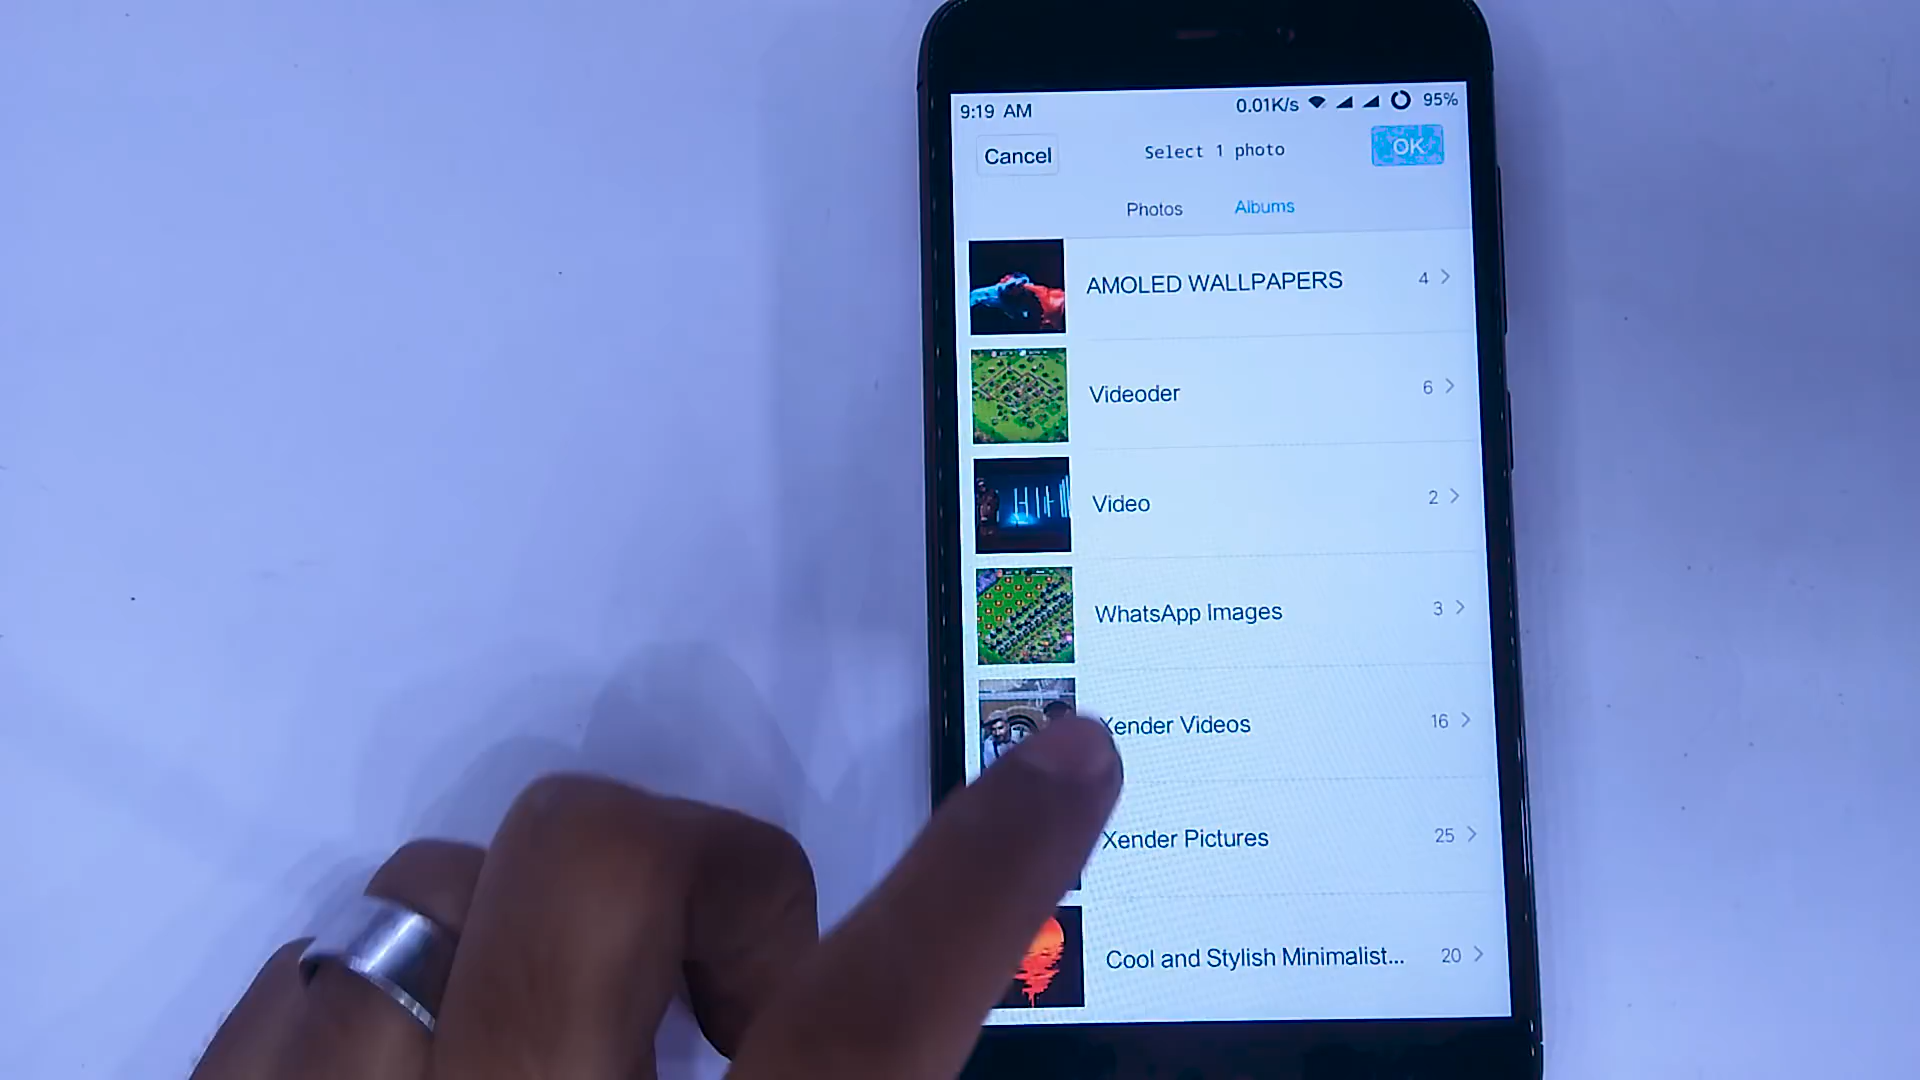 9:19 AM 0.01K/s 95%
Cancel Select 1 photo OK
Photos Albums
AMOLED WALLPAPERS 4
Videoder 6
Video 2
WhatsApp Images 3
Xender Videos 16
Xender Pictures 25
Cool and Stylish Minimalist... 20